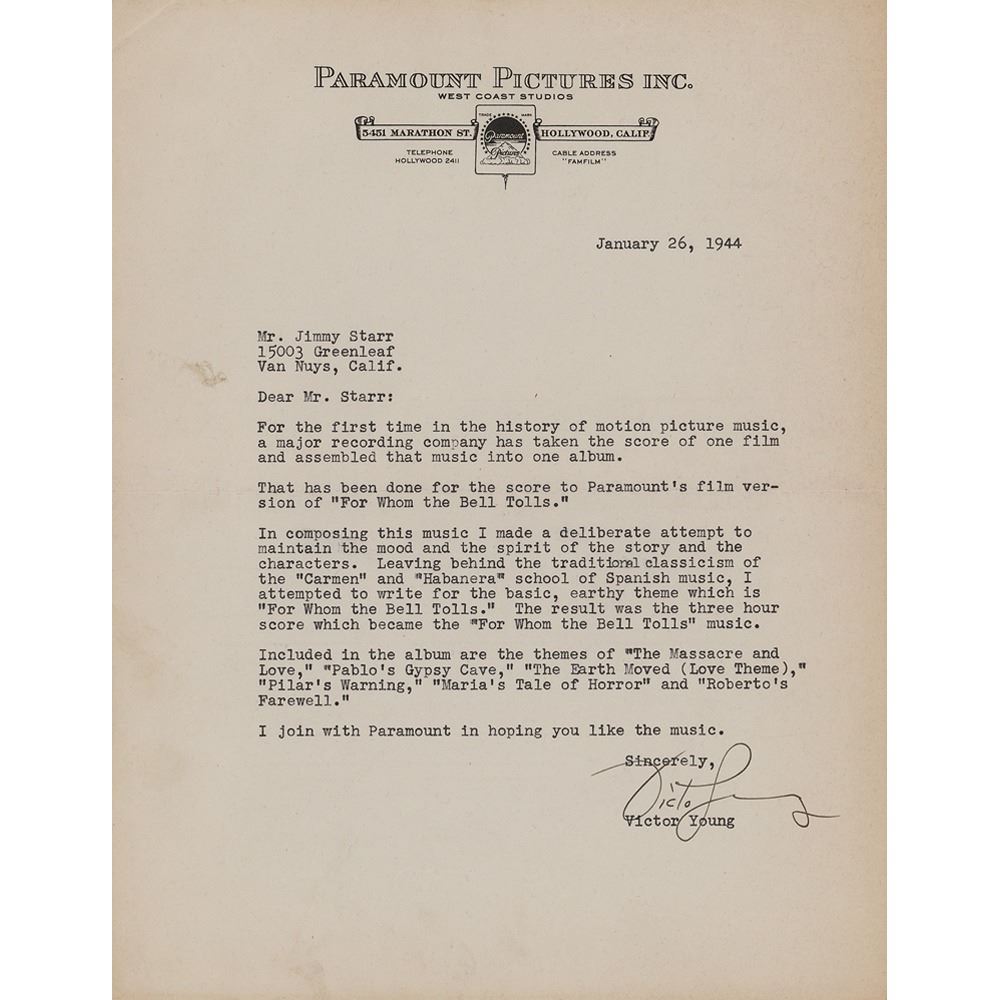 PARAMOUNT PICTURES INC.
WEST COAST STUDIOS
TRADE MARK
5451 MARATHON ST.
Paramount
Pictures
HOLLYWOOD, CALIF.
TELEPHONE
HOLLYWOOD 2411
CABLE ADDRESS
"FAMFILM"
January 26, 1944
Mr. Jimmy Starr
15003 Greenleaf
Van Nuys, Calif.
Dear Mr. Starr:
For the first time in the history of motion picture music,
a major recording company has taken the score of one film
and assembled that music into one album.
That has been done for the score to Paramount's film ver-
sion of "For Whom the Bell Tolls."
In composing this music I made a deliberate attempt to
maintain the mood and the spirit of the story and the
characters. Leaving behind the traditional classicism of
the "Carmen" and "Habanera" school of Spanish music, I
attempted to write for the basic, earthy theme which is
"For Whom the Bell Tolls." The result was the three hour
score which became the "For Whom the Bell Tolls" music.
Included in the album are the themes of "The Massacre and
Love," "Pablo's Gypsy Cave," "The Earth Moved (Love Theme),"
"Pilar's Warning," "Maria's Tale of Horror" and "Roberto's
Farewell."
I join with Paramount in hoping you like the music.
Sincerely,
Victor Young
Victor Young